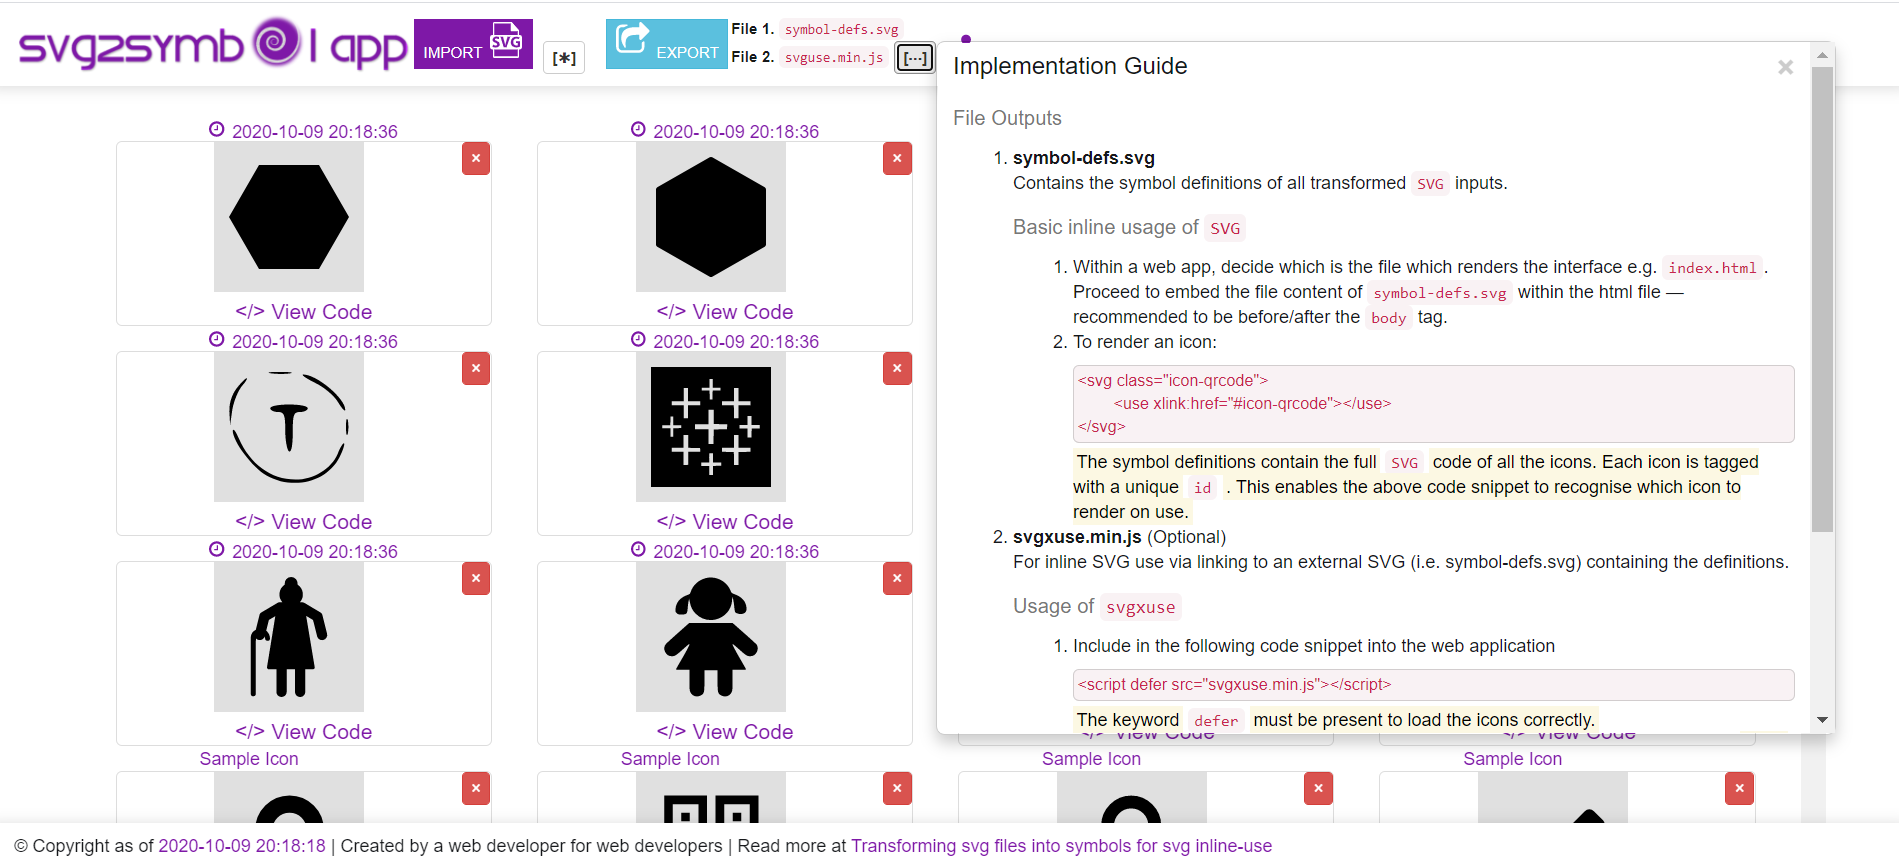 svg2symbol app
IMPORT SVG
[*]
EXPORT
File 1. symbol-defs.svg
File 2. svguse.min.js [...]
Implementation Guide ×
File Outputs
1. symbol-defs.svg
Contains the symbol definitions of all transformed SVG inputs.
Basic inline usage of SVG
1. Within a web app, decide which is the file which renders the interface e.g. index.html .
Proceed to embed the file content of symbol-defs.svg within the html file —
recommended to be before/after the body tag.
2. To render an icon:
<svg class="icon-qrcode">
<use xlink:href="#icon-qrcode"></use>
</svg>
The symbol definitions contain the full SVG code of all the icons. Each icon is tagged
with a unique id . This enables the above code snippet to recognise which icon to
render on use.
2. svgxuse.min.js (Optional)
For inline SVG use via linking to an external SVG (i.e. symbol-defs.svg) containing the definitions.
Usage of svgxuse
1. Include in the following code snippet into the web application
<script defer src="svgxuse.min.js"></script>
The keyword defer must be present to load the icons correctly.
2020-10-09 20:18:36
2020-10-09 20:18:36
×
×
</> View Code
</> View Code
2020-10-09 20:18:36
2020-10-09 20:18:36
×
×
</> View Code
</> View Code
2020-10-09 20:18:36
2020-10-09 20:18:36
×
×
</> View Code
</> View Code
</> View Code
</> View Code
Sample Icon
Sample Icon
Sample Icon
Sample Icon
×
×
×
×
© Copyright as of 2020-10-09 20:18:18 | Created by a web developer for web developers | Read more at Transforming svg files into symbols for svg inline-use